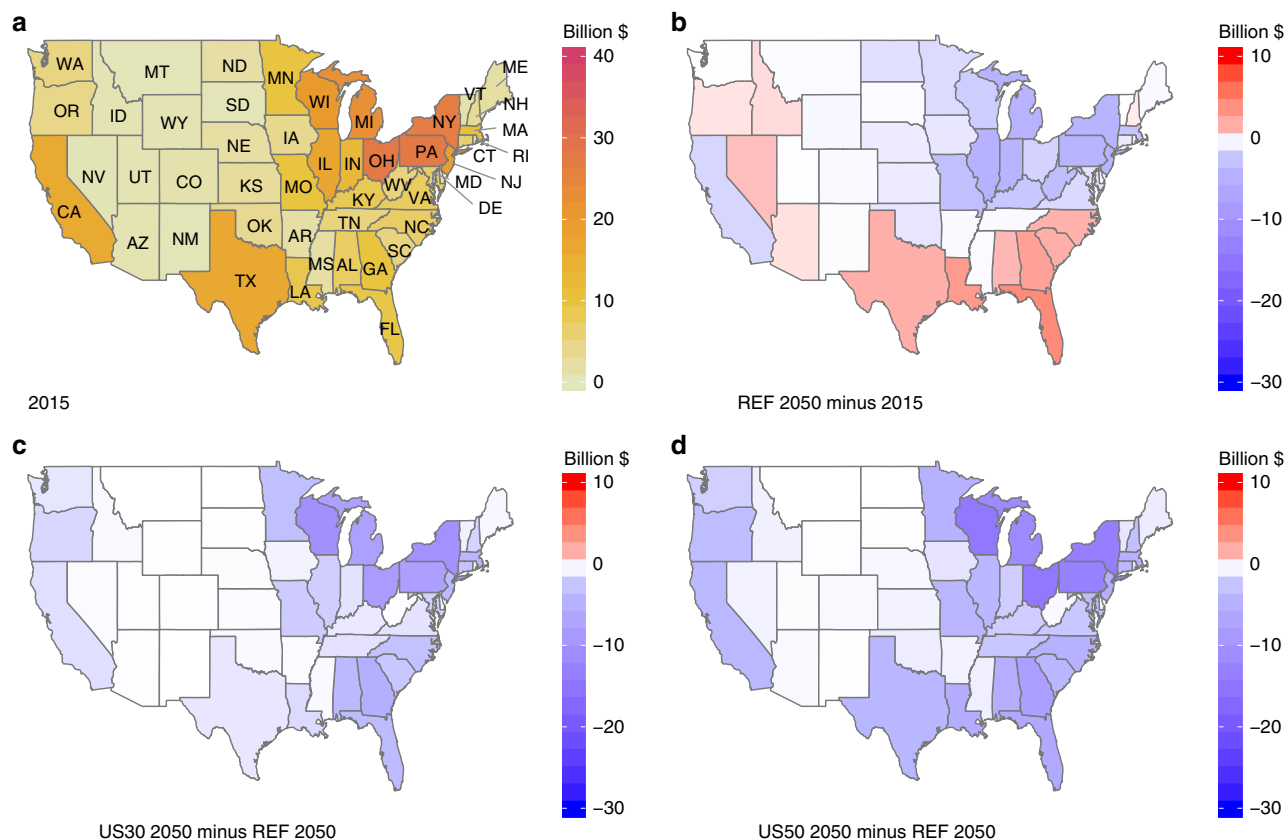 a
Billion $
40
30
20
10
0
WA
OR
CA
NV
ID
MT
WY
UT
CO
AZ
NM
ND
SD
NE
KS
OK
TX
MN
IA
MO
AR
LA
WI
IL
MI
IN
OH
KY
TN
MS
AL
GA
FL
SC
NC
VA
WV
PA
NY
VT
ME
NH
MA
RI
CT
NJ
MD
DE
2015
b
Billion $
10
0
−10
−20
−30
REF 2050 minus 2015
c
Billion $
10
0
−10
−20
−30
US30 2050 minus REF 2050
d
Billion $
10
0
−10
−20
−30
US50 2050 minus REF 2050